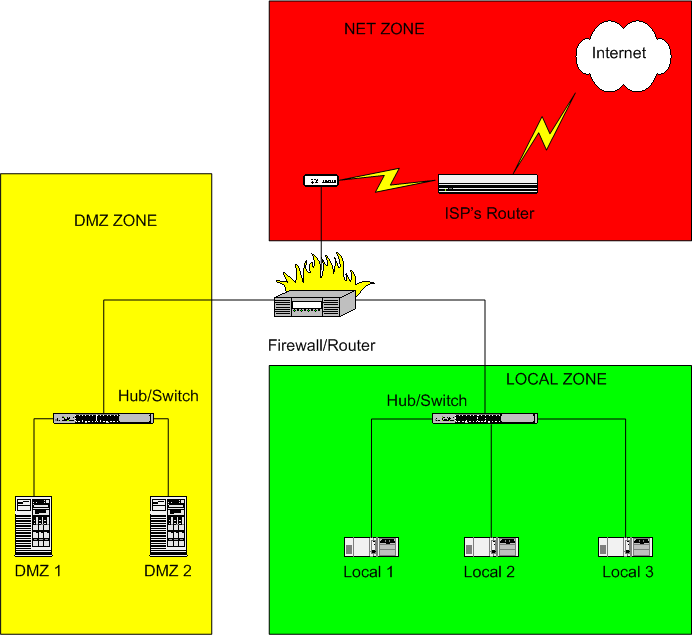 NET ZONE
Internet
ISP's Router
DMZ ZONE
Firewall/Router
LOCAL ZONE
Hub/Switch
Hub/Switch
DMZ 1
DMZ 2
Local 1
Local 2
Local 3